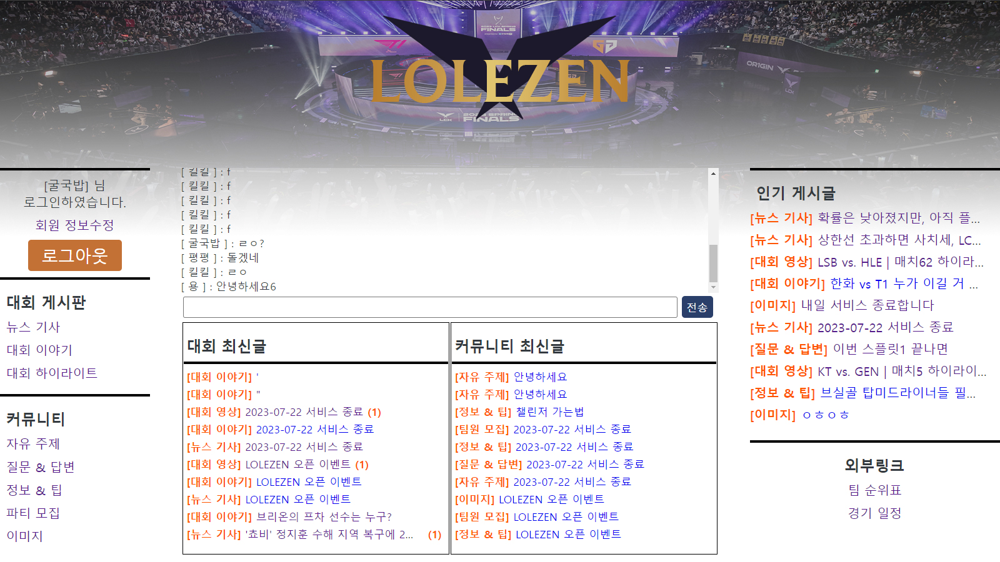 2023 LCK SPRING
FINALS
ORIGIN
LCK
LOLEZEN
LCK | 2023 SPRING
FINALS
[굴국밥] 님
로그인하였습니다.
회원 정보수정
로그아웃
대회 게시판
뉴스 기사
대회 이야기
대회 하이라이트
커뮤니티
자유 주제
질문 & 답변
정보 & 팁
파티 모집
이미지
[ 킬킬 ] : f
[ 킬킬 ] : f
[ 킬킬 ] : f
[ 킬킬 ] : f
[ 킬킬 ] : f
[ 굴국밥 ] : ㄹㅇ?
[ 평평 ] : 돌겠네
[ 킬킬 ] : ㄹㅇ
[ 용 ] : 안녕하세요6
전송
대회 최신글
[대회 이야기] '
[대회 이야기] "
[대회 영상] 2023-07-22 서비스 종료 (1)
[대회 이야기] 2023-07-22 서비스 종료
[뉴스 기사] 2023-07-22 서비스 종료
[대회 영상] LOLEZEN 오픈 이벤트 (1)
[대회 이야기] LOLEZEN 오픈 이벤트
[뉴스 기사] LOLEZEN 오픈 이벤트
[대회 이야기] 브리온의 프차 선수는 누구?
[뉴스 기사] '쵸비' 정지훈 수해 지역 복구에 2... (1)
커뮤니티 최신글
[자유 주제] 안녕하세요
[자유 주제] 안녕하세요
[정보 & 팁] 챌린저 가는법
[팀원 모집] 2023-07-22 서비스 종료
[정보 & 팁] 2023-07-22 서비스 종료
[질문 & 답변] 2023-07-22 서비스 종료
[자유 주제] 2023-07-22 서비스 종료
[이미지] LOLEZEN 오픈 이벤트
[팀원 모집] LOLEZEN 오픈 이벤트
[정보 & 팁] LOLEZEN 오픈 이벤트
인기 게시글
[뉴스 기사] 확률은 낮아졌지만, 아직 플...
[뉴스 기사] 상한선 초과하면 사치세, LC...
[대회 영상] LSB vs. HLE | 매치62 하이라...
[대회 이야기] 한화 vs T1 누가 이길 거 ...
[이미지] 내일 서비스 종료합니다
[뉴스 기사] 2023-07-22 서비스 종료
[질문 & 답변] 이번 스플릿1 끝나면
[대회 영상] KT vs. GEN | 매치5 하이라이...
[정보 & 팁] 브실골 탑미드라이너들 필...
[이미지] ㅇㅎㅇㅎ
외부링크
팀 순위표
경기 일정